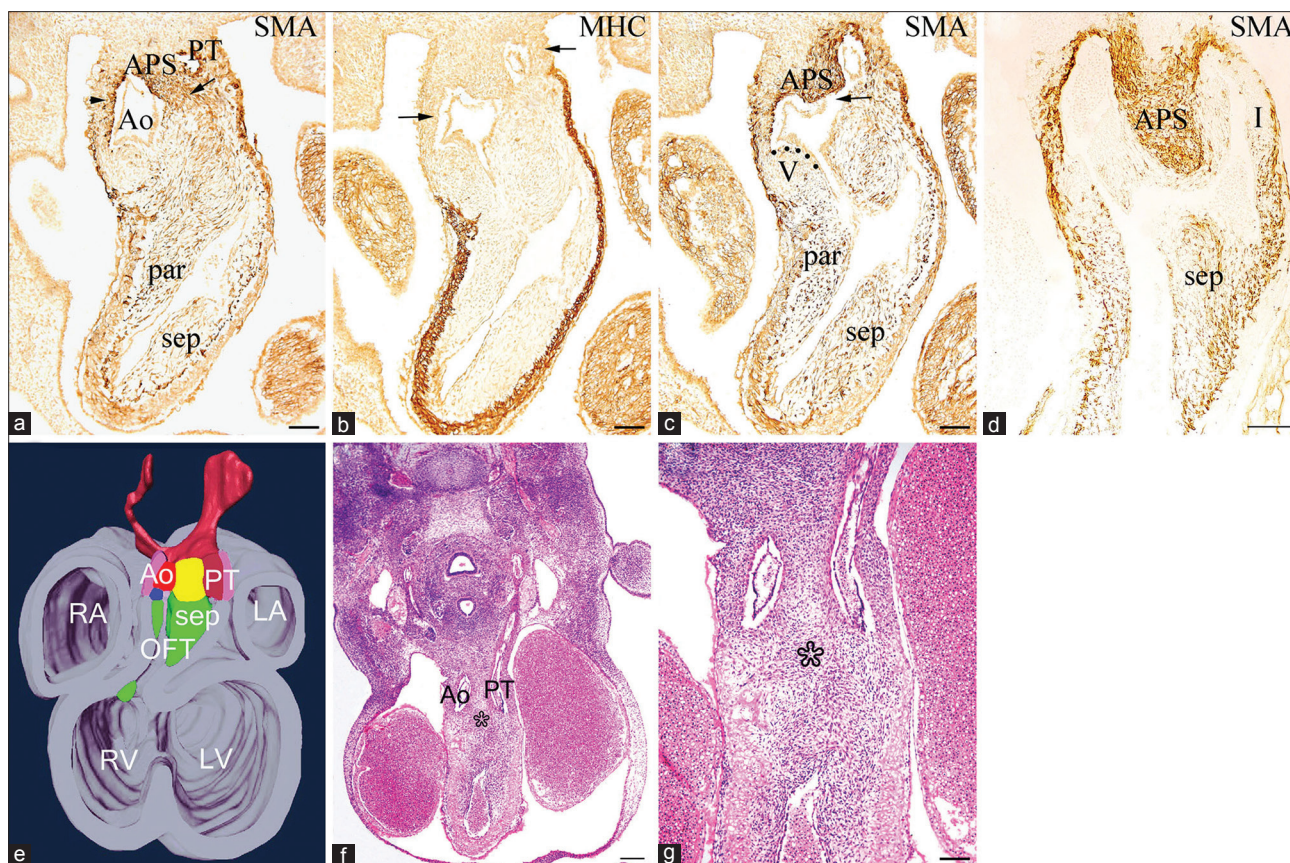 SMA
APS PT
Ao
par
sep
a
MHC
b
SMA
APS
V
par
sep
c
SMA
APS
I
sep
d
Ao PT
RA sep LA
OFT
RV LV
e
Ao PT
f
g